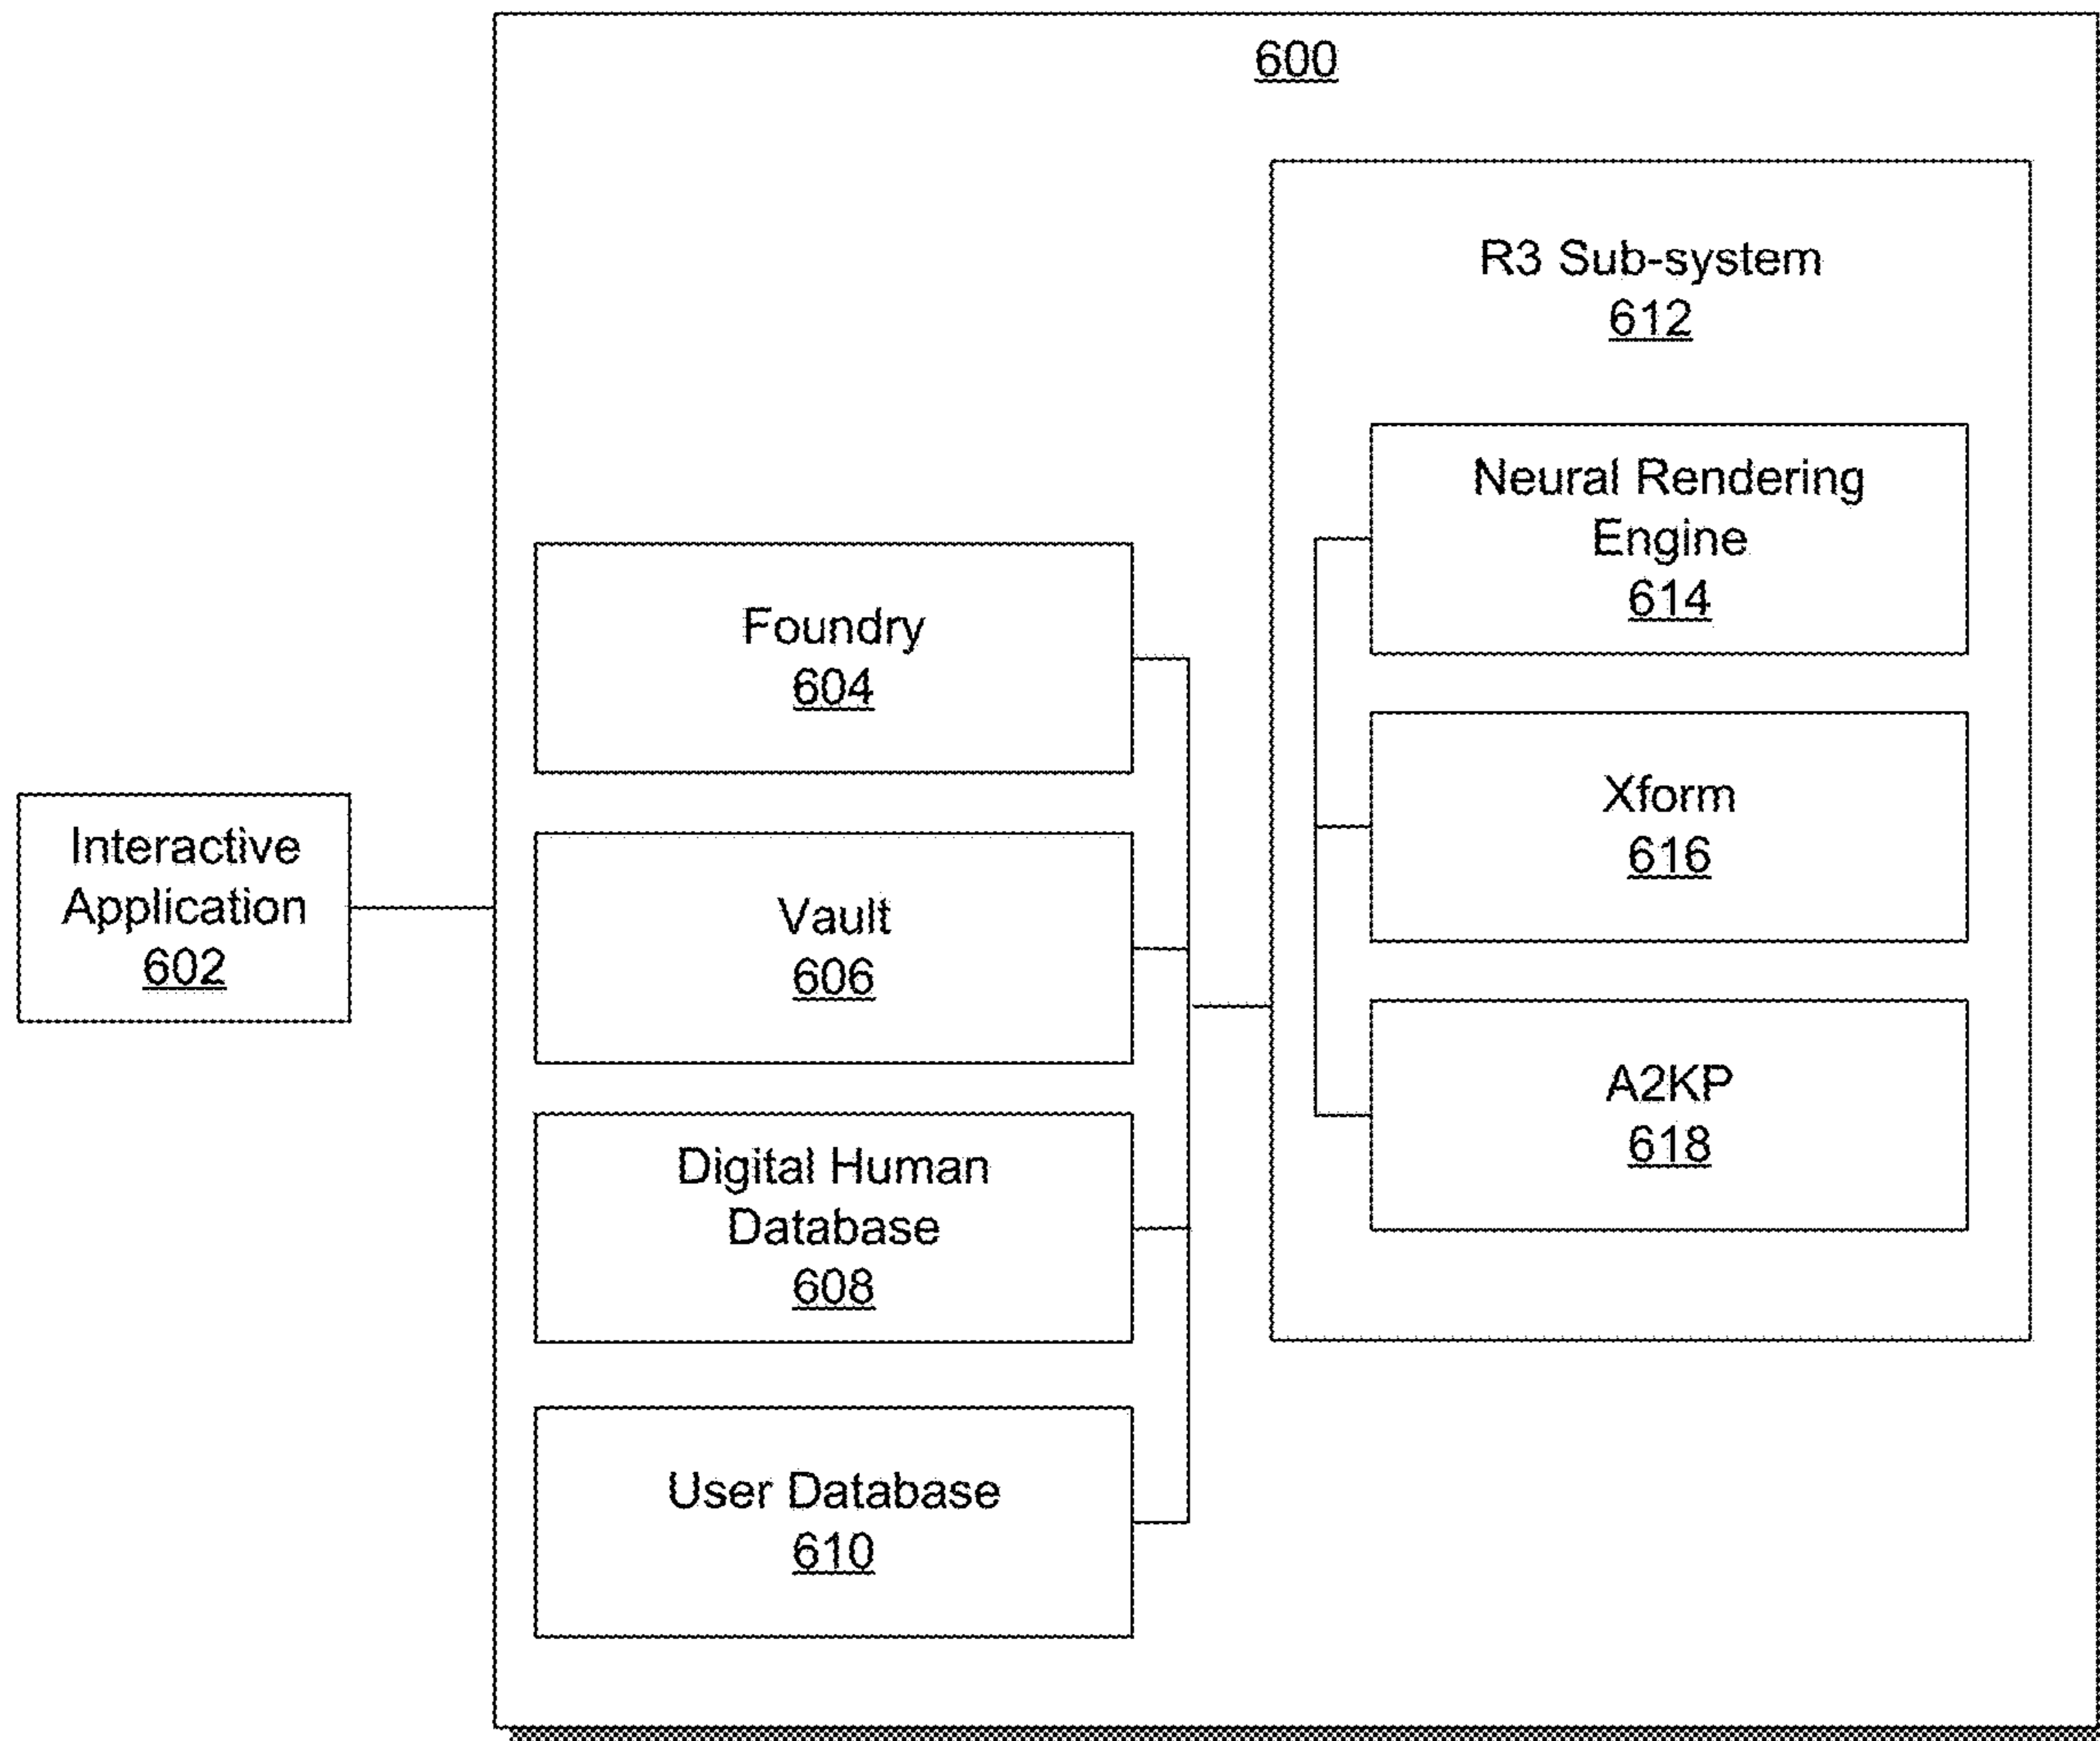 600
R3 Sub-system
612
Neural Rendering
Engine
614
Foundry
604
Xform
616
Interactive
Application
602
Vault
606
A2KP
618
Digital Human
Database
608
User Database
610